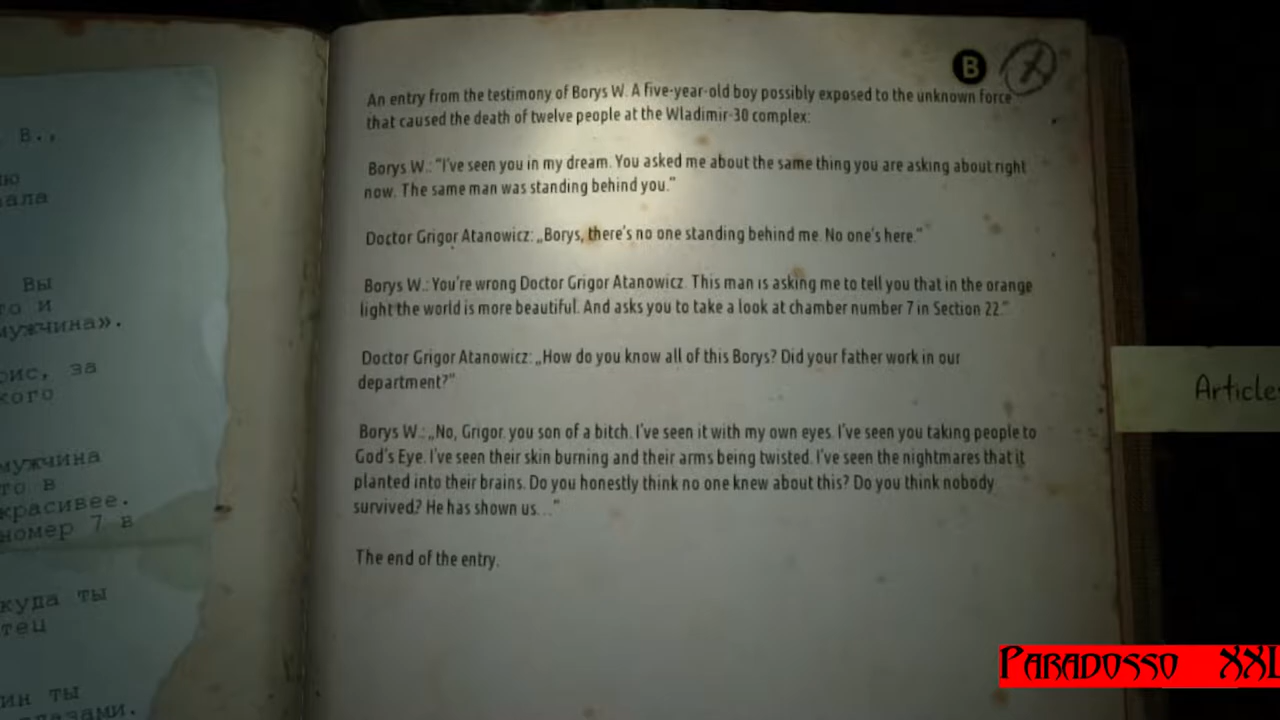 В.,
ю
ала
Вы
то и
мужчина».
рис, за
кого
мужчина
то в
красивее.
номер 7 в
куда ты
тец
ин ты
глазами.
B
An entry from the testimony of Borys W. A five-year-old boy possibly exposed to the unknown force
that caused the death of twelve people at the Wladimir-30 complex:
Borys W.: "I've seen you in my dream. You asked me about the same thing you are asking about right
now. The same man was standing behind you."
Doctor Grigor Atanowicz: „Borys, there's no one standing behind me. No one's here."
Borys W.: You're wrong Doctor Grigor Atanowicz. This man is asking me to tell you that in the orange
light the world is more beautiful. And asks you to take a look at chamber number 7 in Section 22."
Doctor Grigor Atanowicz: „How do you know all of this Borys? Did your father work in our
department?"
Borys W.: „No, Grigor. you son of a bitch. I've seen it with my own eyes. I've seen you taking people to
God's Eye. I've seen their skin burning and their arms being twisted. I've seen the nightmares that it
planted into their brains. Do you honestly think no one knew about this? Do you think nobody
survived? He has shown us..."
The end of the entry.
Article
Paradosso XXL